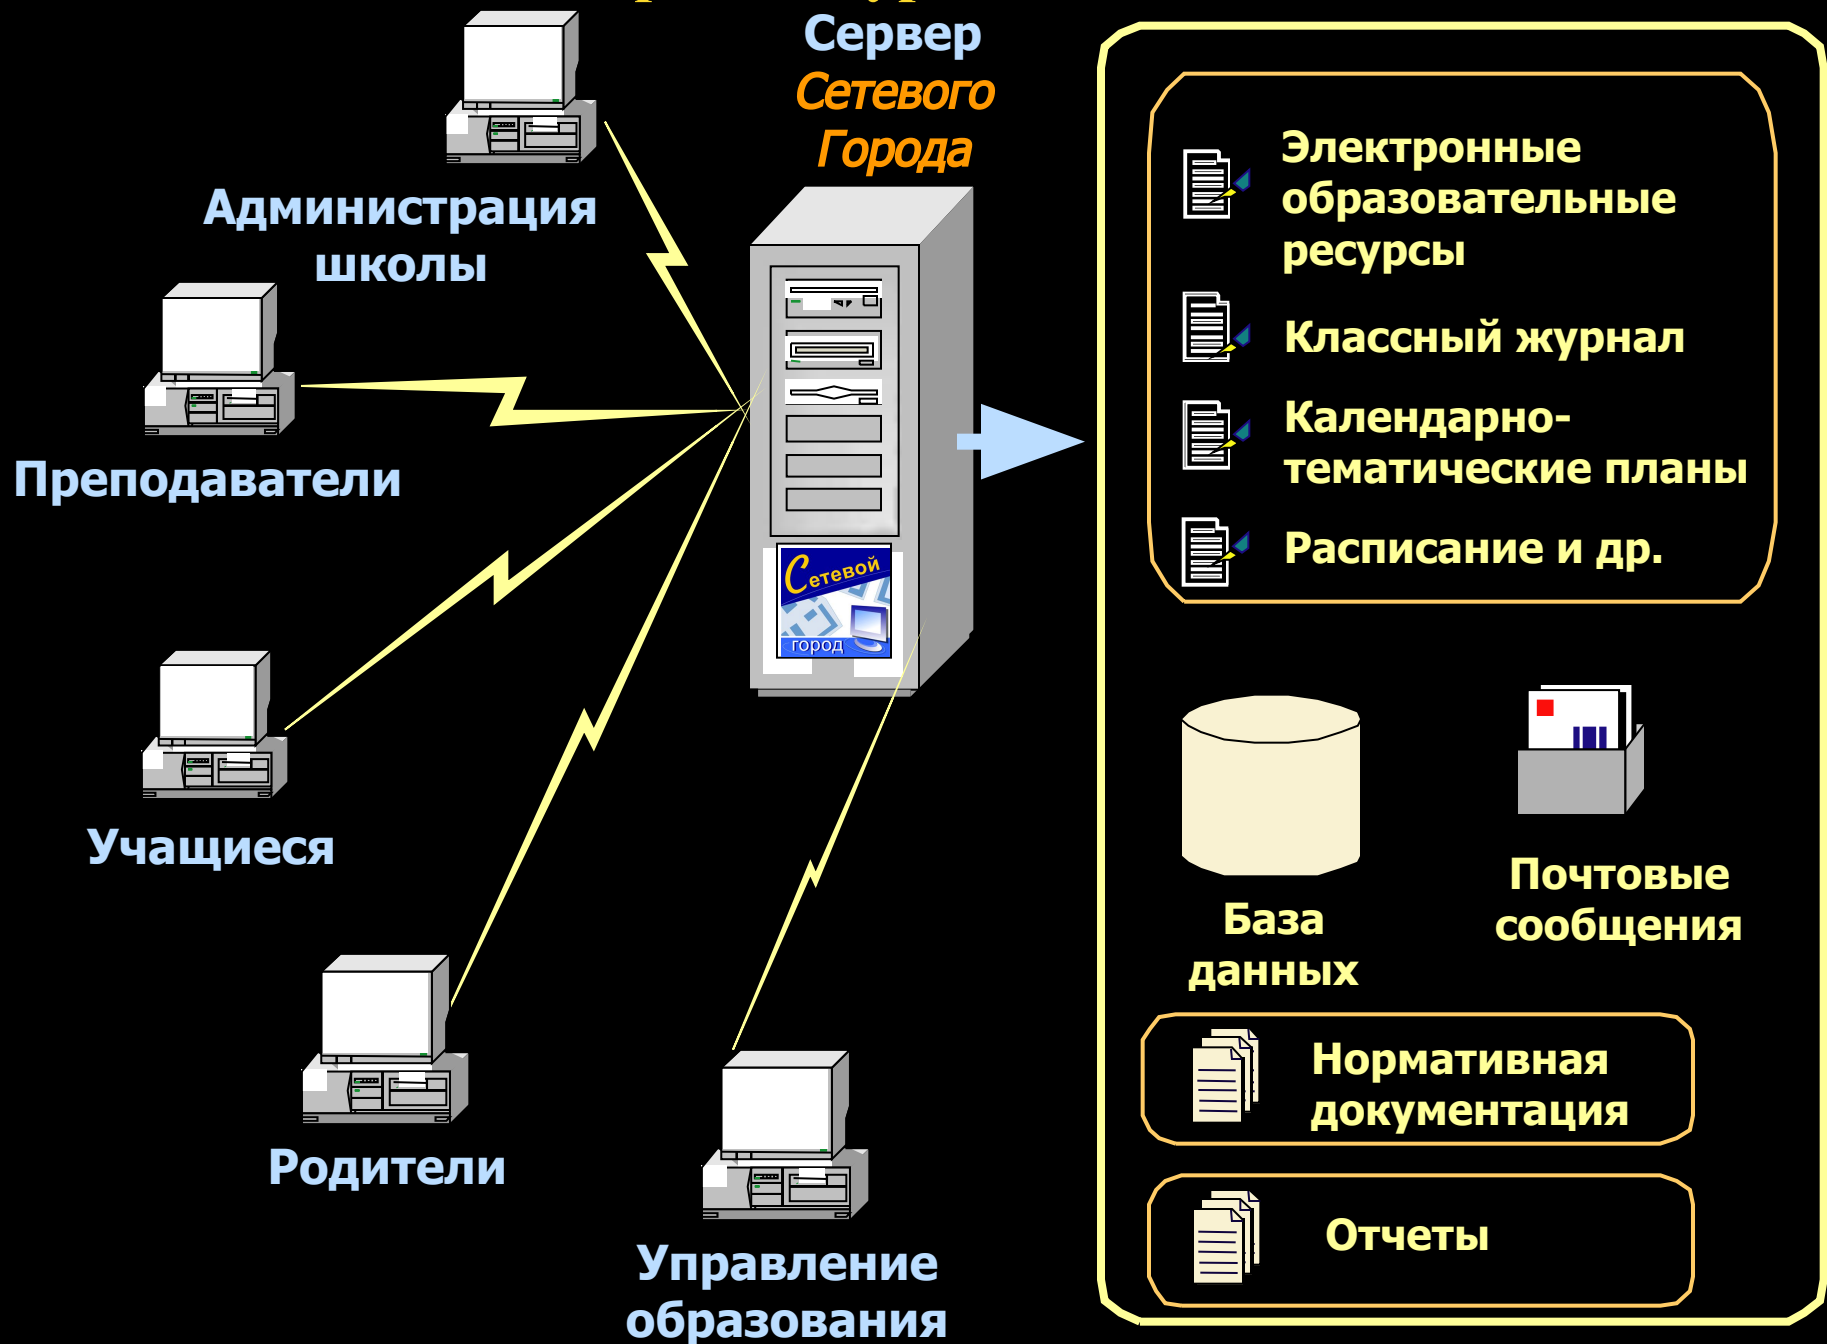 Сервер
Сетевого
Города
Администрация
школы
Преподаватели
Учащиеся
Родители
Управление
образования
Сетевой
город
Электронные
образовательные
ресурсы
Классный журнал
Календарно-
тематические планы
Расписание и др.
База
данных
Почтовые
сообщения
Нормативная
документация
Отчеты